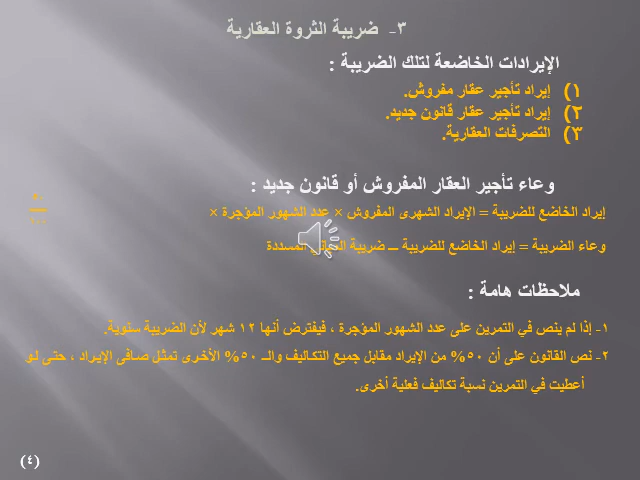 ٣- ضريبة الثروة العقارية
الإيرادات الخاضعة لتلك الضريبة :
١) إيراد تأجير عقار مفروش.
٢) إيراد تأجير عقار قانون جديد.
٣) التصرفات العقارية.
وعاء تأجير العقار المفروش أو قانون جديد :
إيراد الخاضع للضريبة = الإيراد الشهرى المفروش × عدد الشهور المؤجرة ×
وعاء الضريبة = إيراد الخاضع للضريبة – ضريبة المسددة
ملاحظات هامة :
١- إذا لم ينص في التمرين على عدد الشهور المؤجرة ، فيفترض أنها ١٢ شهر لأن الضريبة سنوية.
٢- نص القانون على أن ٥٠% من الإيراد مقابل جميع التكاليف والـ ٥٠% الأخرى تمثل صافى الإيراد ، حتى لو
أعطيت في التمرين نسبة تكاليف فعلية أخرى.
(٤)